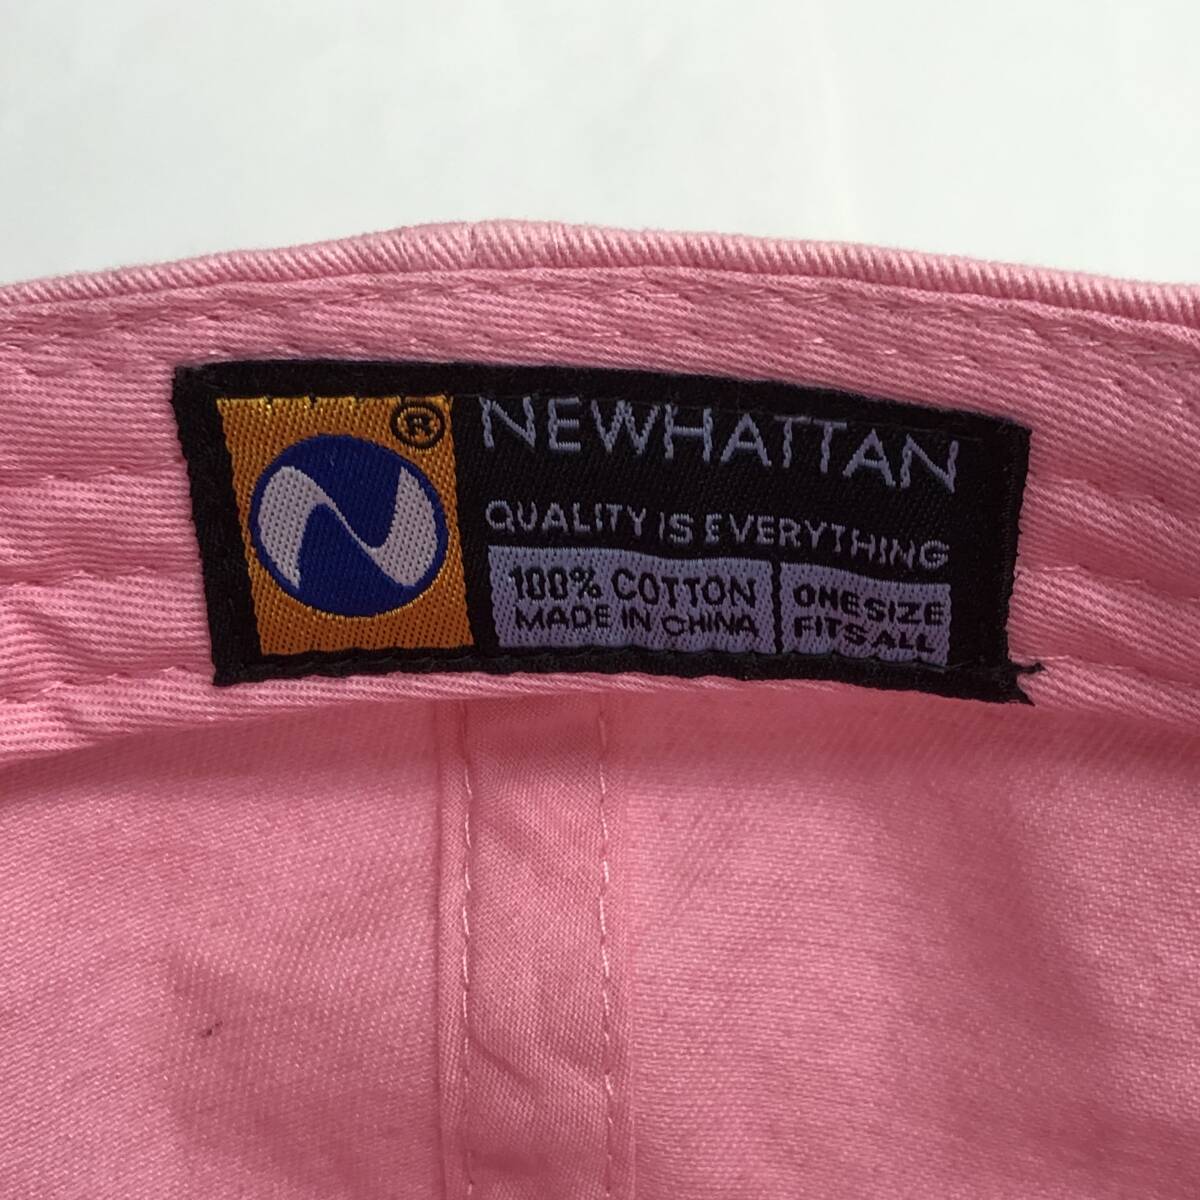 ®
NEWHATTAN
QUALITY IS EVERYTHING
100% COTTON
MADE IN CHINA
ONE SIZE
FITS ALL